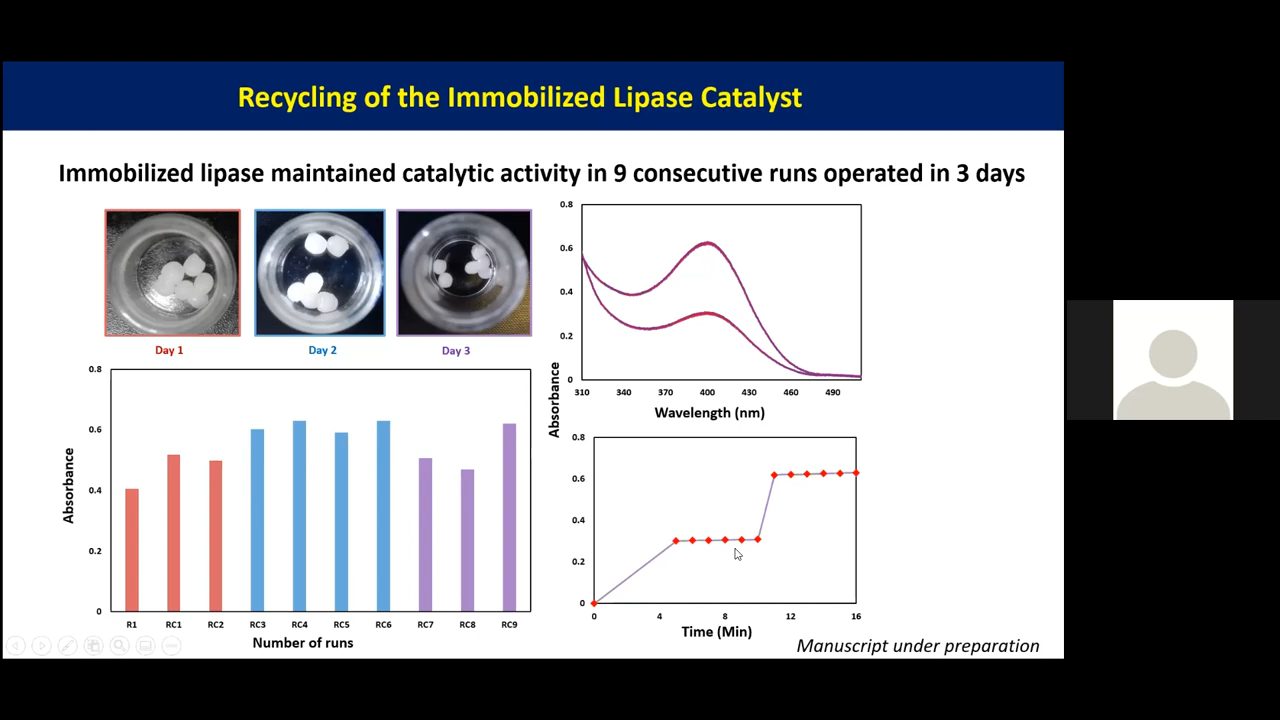 Recycling of the Immobilized Lipase Catalyst
Immobilized lipase maintained catalytic activity in 9 consecutive runs operated in 3 days
Day 1
Day 2
Day 3
0.8
0.6
0.4
0.2
0
Absorbance
R1 RC1 RC2 RC3 RC4 RC5 RC6 RC7 RC8 RC9
Number of runs
0.8
0.6
0.4
0.2
0
310 340 370 400 430 460 490
Wavelength (nm)
Absorbance
0.8
0.6
0.4
0.2
0
0 4 8 12 16
Time (Min)
Manuscript under preparation